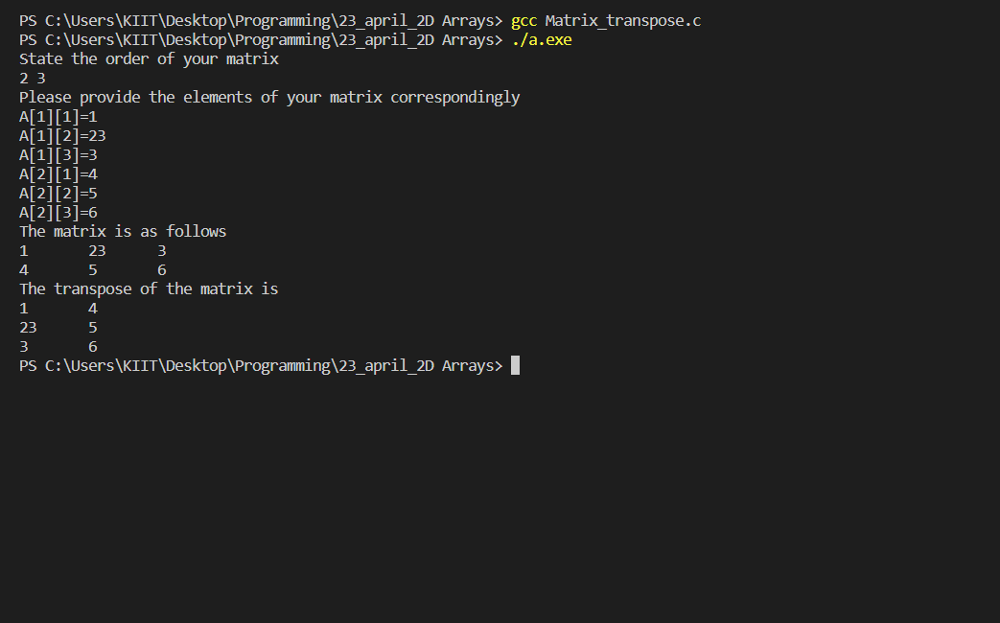 PS C:\Users\KIIT\Desktop\Programming\23_april_2D Arrays> gcc Matrix_transpose.c
PS C:\Users\KIIT\Desktop\Programming\23_april_2D Arrays> ./a.exe
State the order of your matrix
2 3
Please provide the elements of your matrix correspondingly
A[1][1]=1
A[1][2]=23
A[1][3]=3
A[2][1]=4
A[2][2]=5
A[2][3]=6
The matrix is as follows
1       23      3
4       5       6
The transpose of the matrix is
1       4
23      5
3       6
PS C:\Users\KIIT\Desktop\Programming\23_april_2D Arrays>